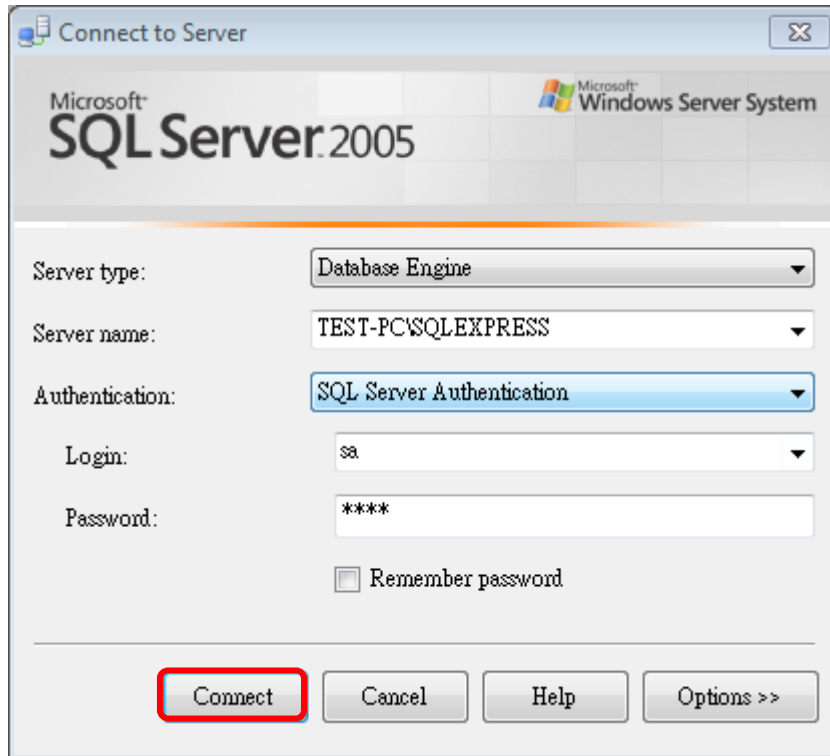 Connect to Server
Microsoft
SQL Server 2005
Microsoft
Windows Server System
Server type:
Database Engine
Server name:
TEST-PC\SQLEXPRESS
Authentication:
SQL Server Authentication
Login:
sa
Password:
****
Remember password
Connect
Cancel
Help
Options >>